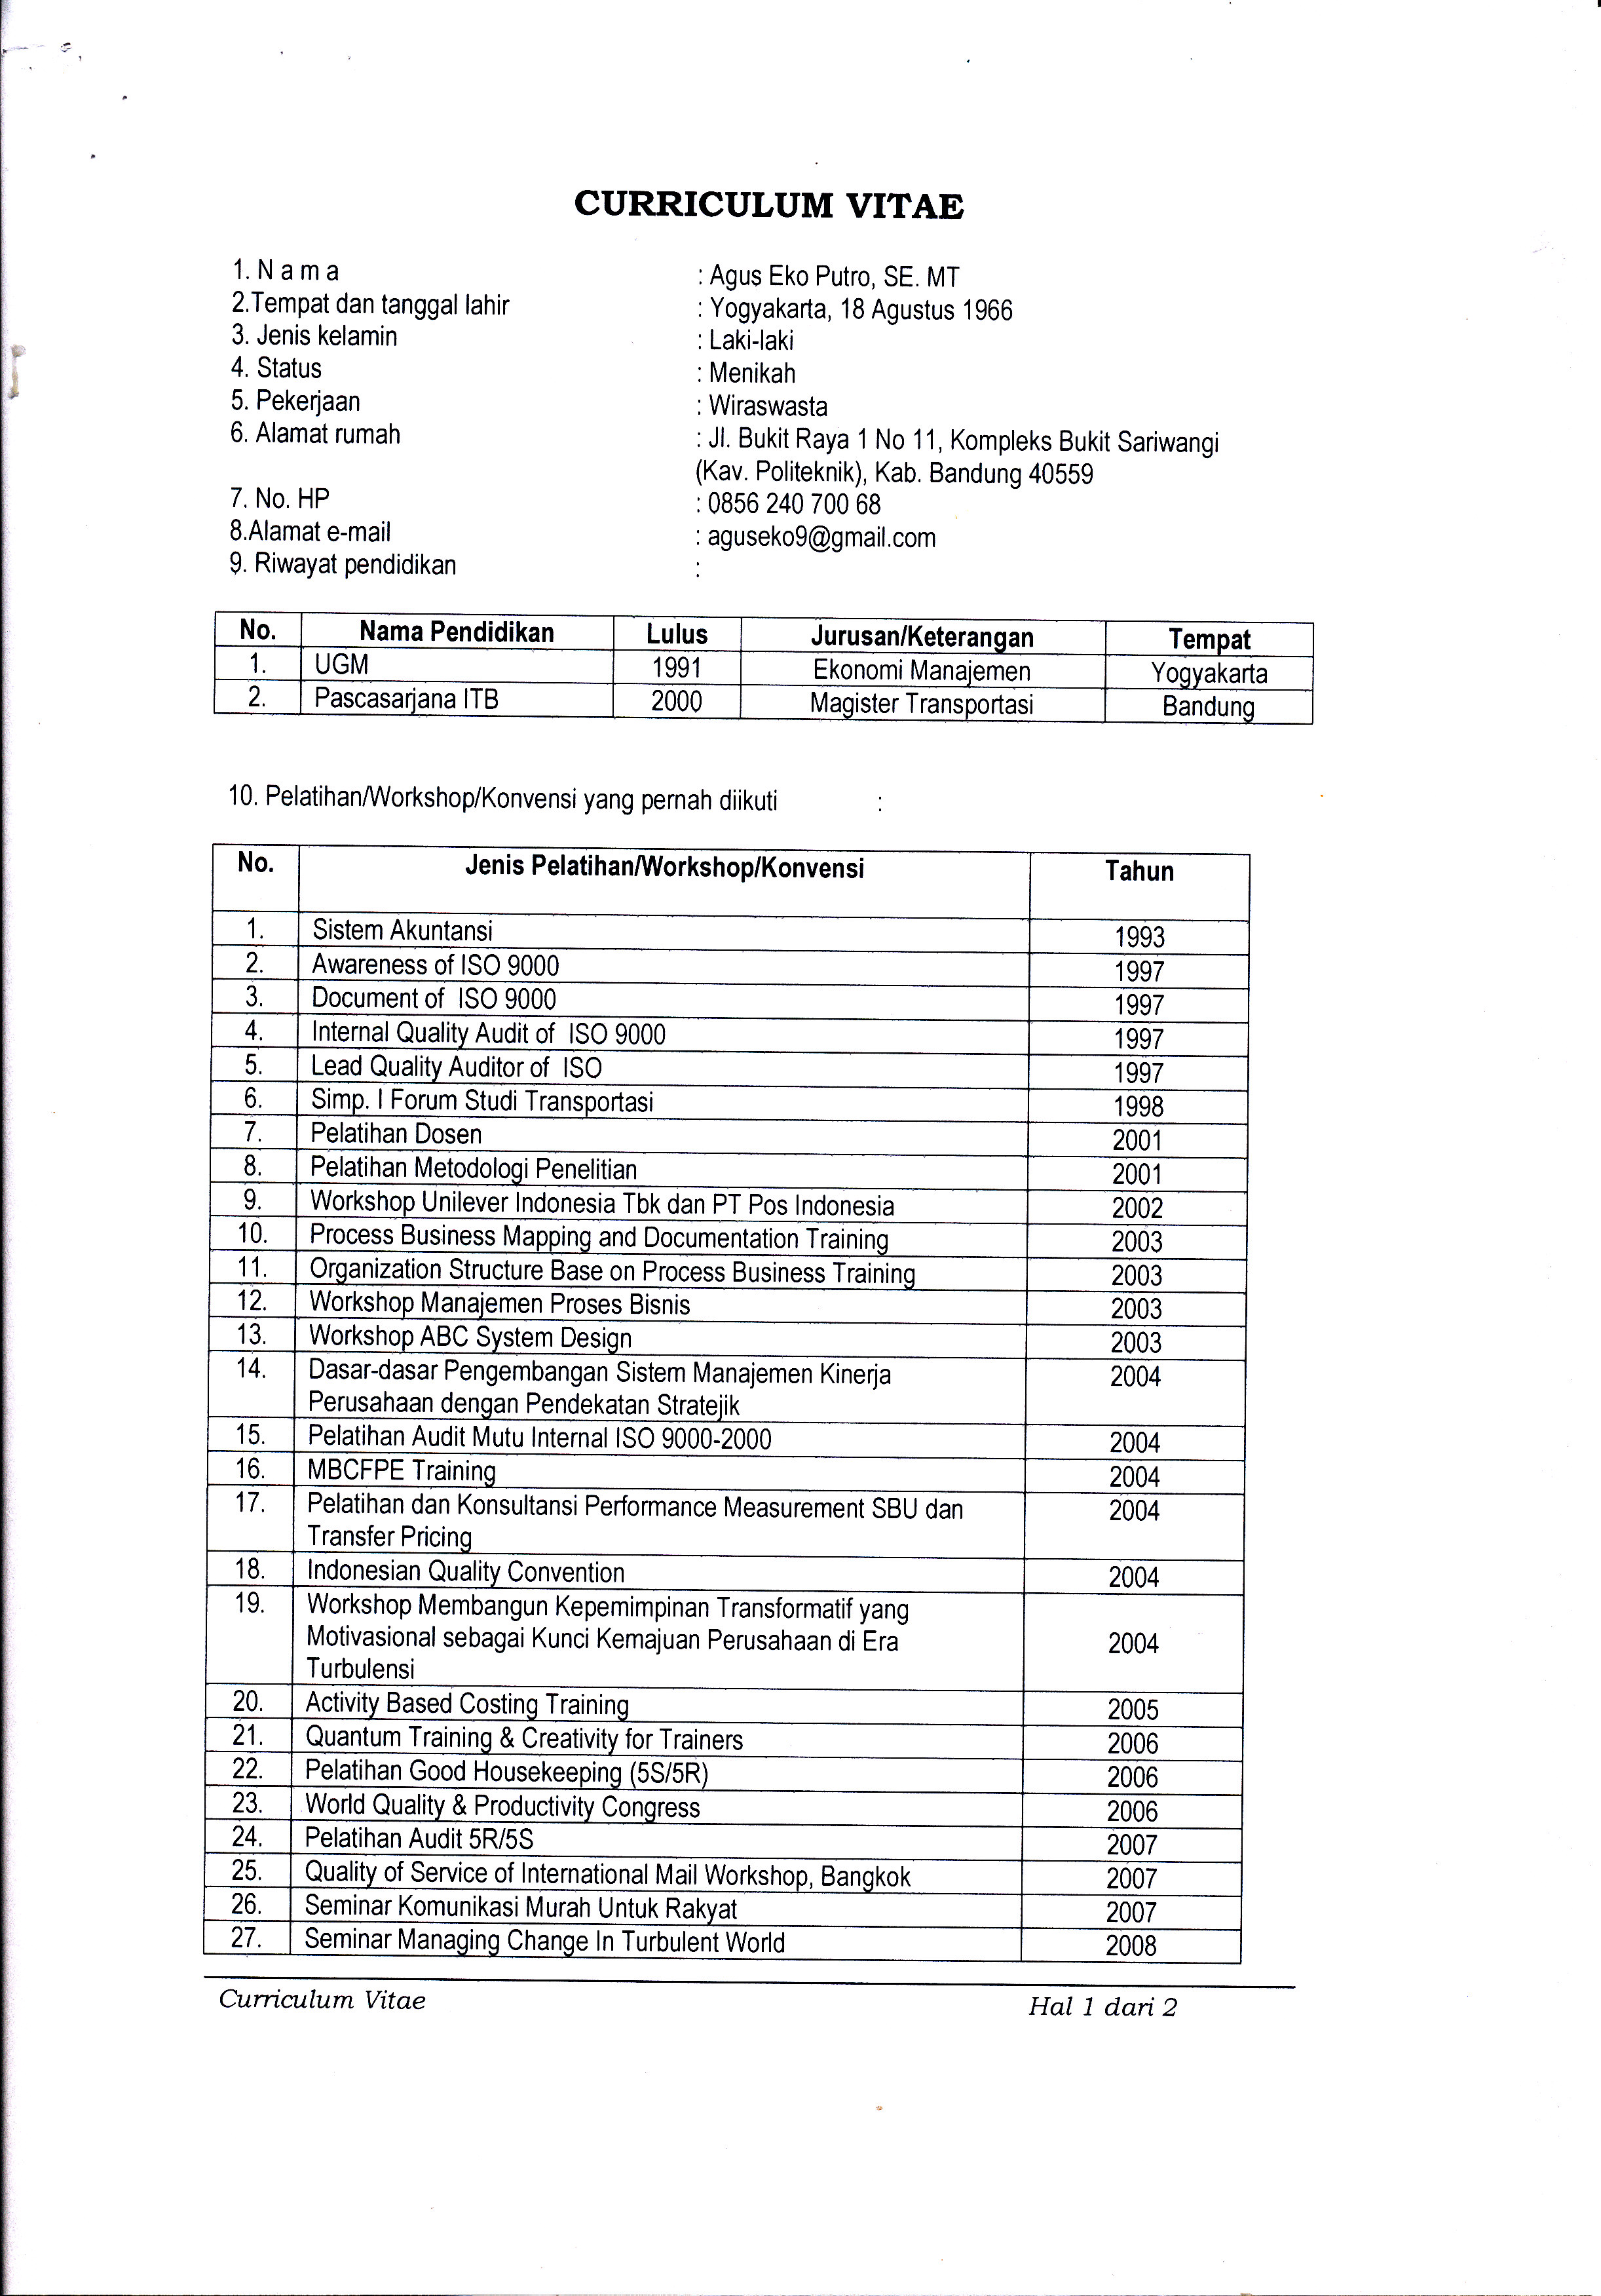 CURRICULUM VITAE
1. N a m a : Agus Eko Putro, SE. MT
2.Tempat dan tanggal lahir : Yogyakarta, 18 Agustus 1966
3. Jenis kelamin : Laki-laki
4. Status : Menikah
5. Pekerjaan : Wiraswasta
6. Alamat rumah : Jl. Bukit Raya 1 No 11, Kompleks Bukit Sariwangi
(Kav. Politeknik), Kab. Bandung 40559
7. No. HP : 0856 240 700 68
8.Alamat e-mail : aguseko9@gmail.com
9. Riwayat pendidikan :
No. Nama Pendidikan Lulus Jurusan/Keterangan Tempat
1. UGM 1991 Ekonomi Manajemen Yogyakarta
2. Pascasarjana ITB 2000 Magister Transportasi Bandung
10. Pelatihan/Workshop/Konvensi yang pernah diikuti :
No. Jenis Pelatihan/Workshop/Konvensi Tahun
1. Sistem Akuntansi 1993
2. Awareness of ISO 9000 1997
3. Document of ISO 9000 1997
4. Internal Quality Audit of ISO 9000 1997
5. Lead Quality Auditor of ISO 1997
6. Simp. I Forum Studi Transportasi 1998
7. Pelatihan Dosen 2001
8. Pelatihan Metodologi Penelitian 2001
9. Workshop Unilever Indonesia Tbk dan PT Pos Indonesia 2002
10. Process Business Mapping and Documentation Training 2003
11. Organization Structure Base on Process Business Training 2003
12. Workshop Manajemen Proses Bisnis 2003
13. Workshop ABC System Design 2003
14. Dasar-dasar Pengembangan Sistem Manajemen Kinerja 2004
Perusahaan dengan Pendekatan Stratejik
15. Pelatihan Audit Mutu Internal ISO 9000-2000 2004
16. MBCFPE Training 2004
17. Pelatihan dan Konsultansi Performance Measurement SBU dan 2004
Transfer Pricing
18. Indonesian Quality Convention 2004
19. Workshop Membangun Kepemimpinan Transformatif yang
Motivasional sebagai Kunci Kemajuan Perusahaan di Era 2004
Turbulensi
20. Activity Based Costing Training 2005
21. Quantum Training & Creativity for Trainers 2006
22. Pelatihan Good Housekeeping (5S/5R) 2006
23. World Quality & Productivity Congress 2006
24. Pelatihan Audit 5R/5S 2007
25. Quality of Service of International Mail Workshop, Bangkok 2007
26. Seminar Komunikasi Murah Untuk Rakyat 2007
27. Seminar Managing Change In Turbulent World 2008
Curriculum Vitae Hal 1 dari 2